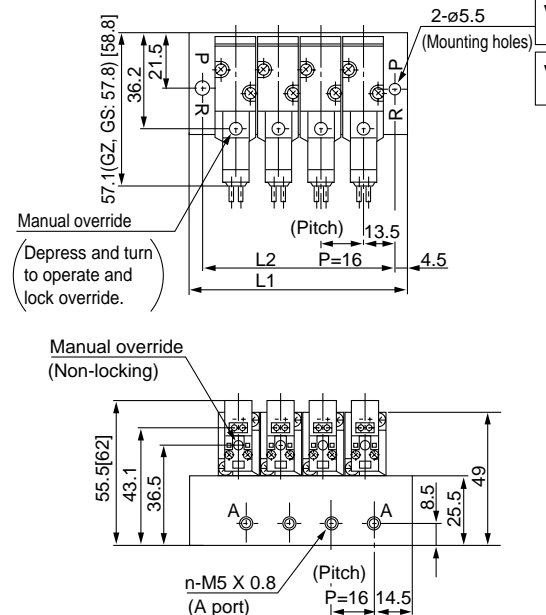 2-ø5.5
(Mounting holes)
57.1(GZ, GS: 57.8) [58.8]
36.2
21.5
P
R
P
R
Manual override
(Depress and turn
to operate and
lock override.)
(Pitch)
P=16
13.5
L2
4.5
L1
Manual override
(Non-locking)
- +
- +
- +
- +
55.5[62]
43.1
36.5
A
A
8.5
25.5
49
n-M5 X 0.8
(A port)
(Pitch)
P=16
14.5